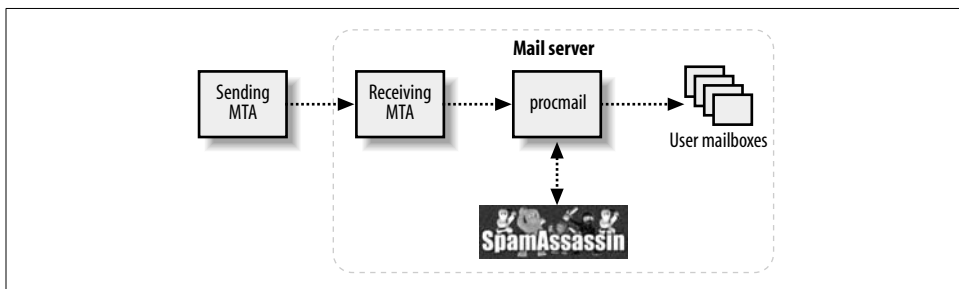 Mail server
Sending
MTA
Receiving
MTA
procmail
User mailboxes
SpamAssassin